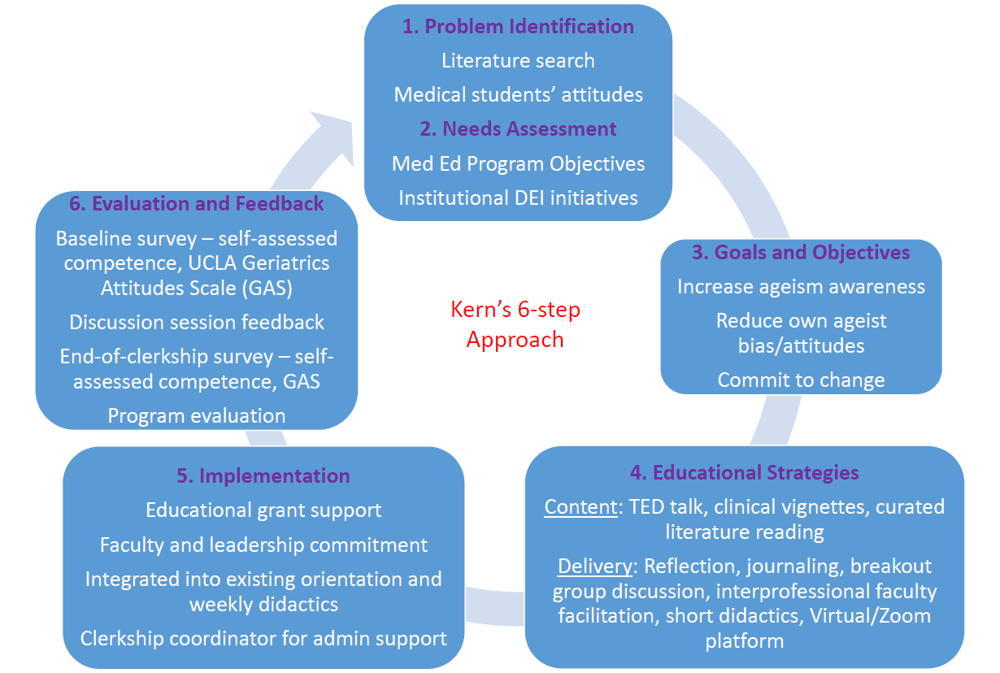 1. Problem Identification
Literature search
Medical students’ attitudes
2. Needs Assessment
Med Ed Program Objectives
Institutional DEI initiatives
3. Goals and Objectives
Increase ageism awareness
Reduce own ageist
bias/attitudes
Commit to change
4. Educational Strategies
Content: TED talk, clinical vignettes, curated
literature reading
Delivery: Reflection, journaling, breakout
group discussion, interprofessional faculty
facilitation, short didactics, Virtual/Zoom
platform
5. Implementation
Educational grant support
Faculty and leadership commitment
Integrated into existing orientation and
weekly didactics
Clerkship coordinator for admin support
6. Evaluation and Feedback
Baseline survey – self-assessed
competence, UCLA Geriatrics
Attitudes Scale (GAS)
Discussion session feedback
End-of-clerkship survey – self-
assessed competence, GAS
Program evaluation
Kern’s 6-step
Approach